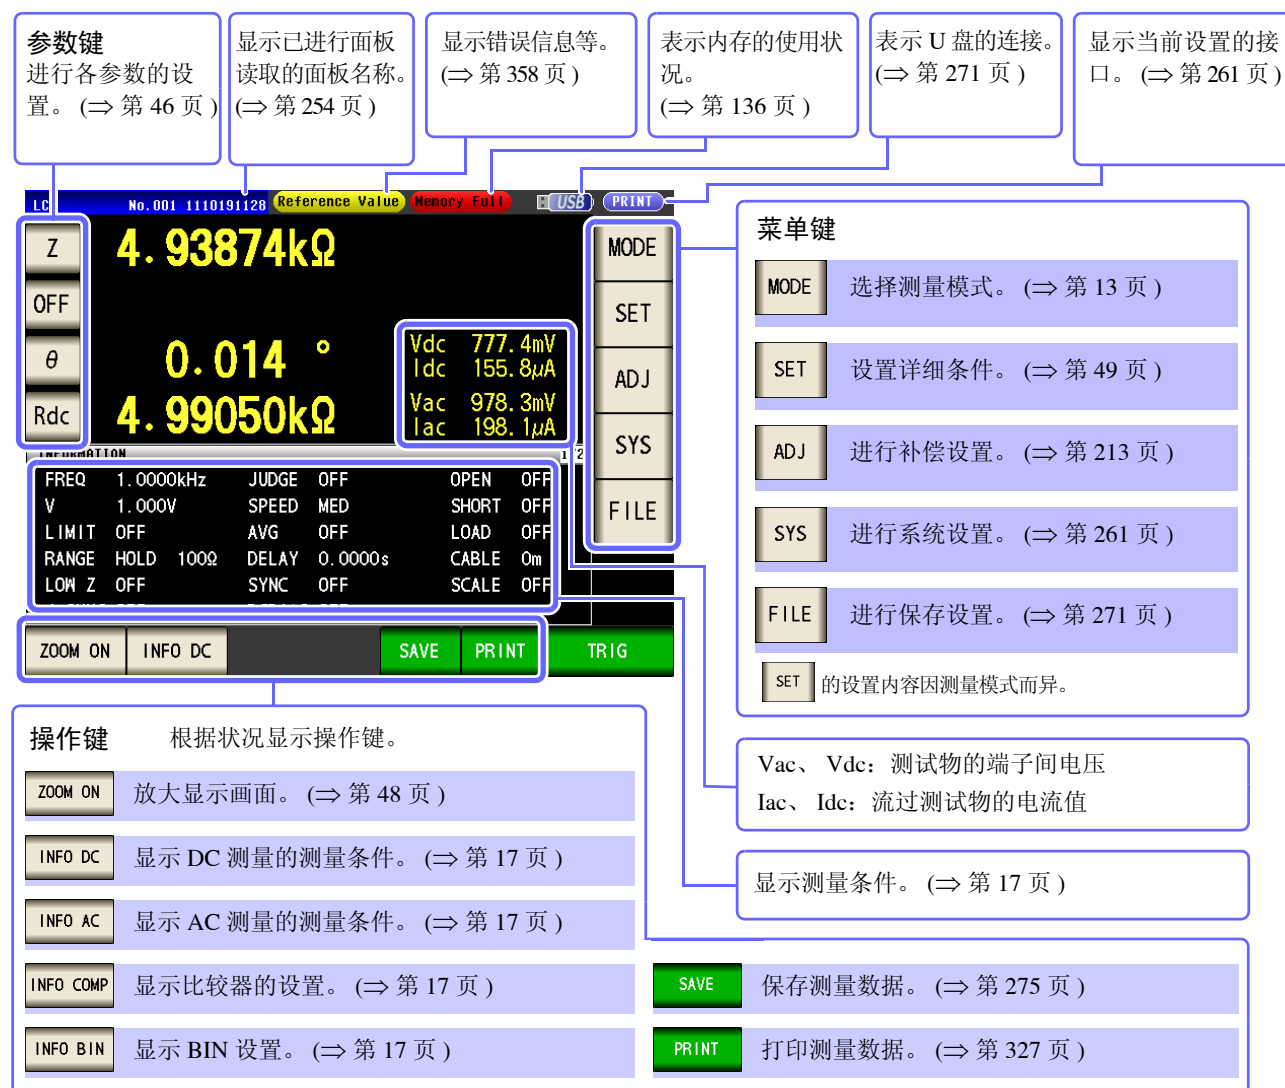 参数键
进行各参数的设
置。 (⇒ 第 46 页 )
显示已进行面板
读取的面板名称。
(⇒ 第 254 页 )
显示错误信息等。
(⇒ 第 358 页 )
表示内存的使用状
况。
(⇒ 第 136 页 )
表示 U 盘的连接。
(⇒ 第 271 页 )
显示当前设置的接
口。 (⇒ 第 261 页 )
LC No.001 1110191128 Reference Value Memory Full USB PRINT
Z 4.93874kΩ
OFF
θ 0.014 °
Rdc 4.99050kΩ
Vdc 777.4mV
Idc 155.8μA
Vac 978.3mV
Iac 198.1μA
MODE
SET
ADJ
SYS
FILE
INFORMATION
FREQ 1.0000kHz JUDGE OFF OPEN OFF
V 1.000V SPEED MED SHORT OFF
LIMIT OFF AVG OFF LOAD OFF
RANGE HOLD 100Ω DELAY 0.0000s CABLE 0m
LOW Z OFF SYNC OFF SCALE OFF
ZOOM ON INFO DC SAVE PRINT TRIG
菜单键
MODE 选择测量模式。 (⇒ 第 13 页 )
SET 设置详细条件。 (⇒ 第 49 页 )
ADJ 进行补偿设置。 (⇒ 第 213 页 )
SYS 进行系统设置。 (⇒ 第 261 页 )
FILE 进行保存设置。 (⇒ 第 271 页 )
SET 的设置内容因测量模式而异。
Vac、 Vdc：测试物的端子间电压
Iac、 Idc：流过测试物的电流值
显示测量条件。 (⇒ 第 17 页 )
操作键 根据状况显示操作键。
ZOOM ON 放大显示画面。 (⇒ 第 48 页 )
INFO DC 显示 DC 测量的测量条件。 (⇒ 第 17 页 )
INFO AC 显示 AC 测量的测量条件。 (⇒ 第 17 页 )
INFO COMP 显示比较器的设置。 (⇒ 第 17 页 )
INFO BIN 显示 BIN 设置。 (⇒ 第 17 页 )
SAVE 保存测量数据。 (⇒ 第 275 页 )
PRINT 打印测量数据。 (⇒ 第 327 页 )